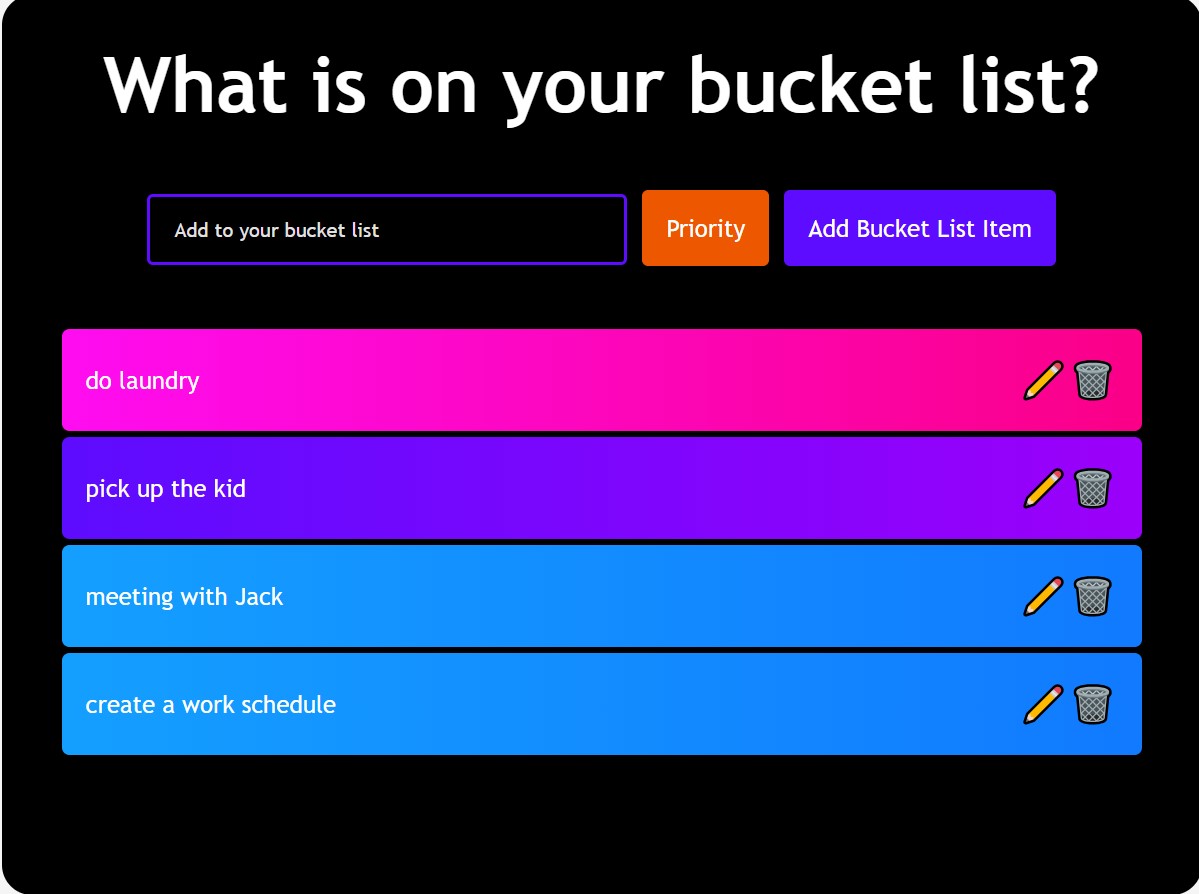 What is on your bucket list?
Add to your bucket list
Priority
Add Bucket List Item
do laundry
pick up the kid
meeting with Jack
create a work schedule